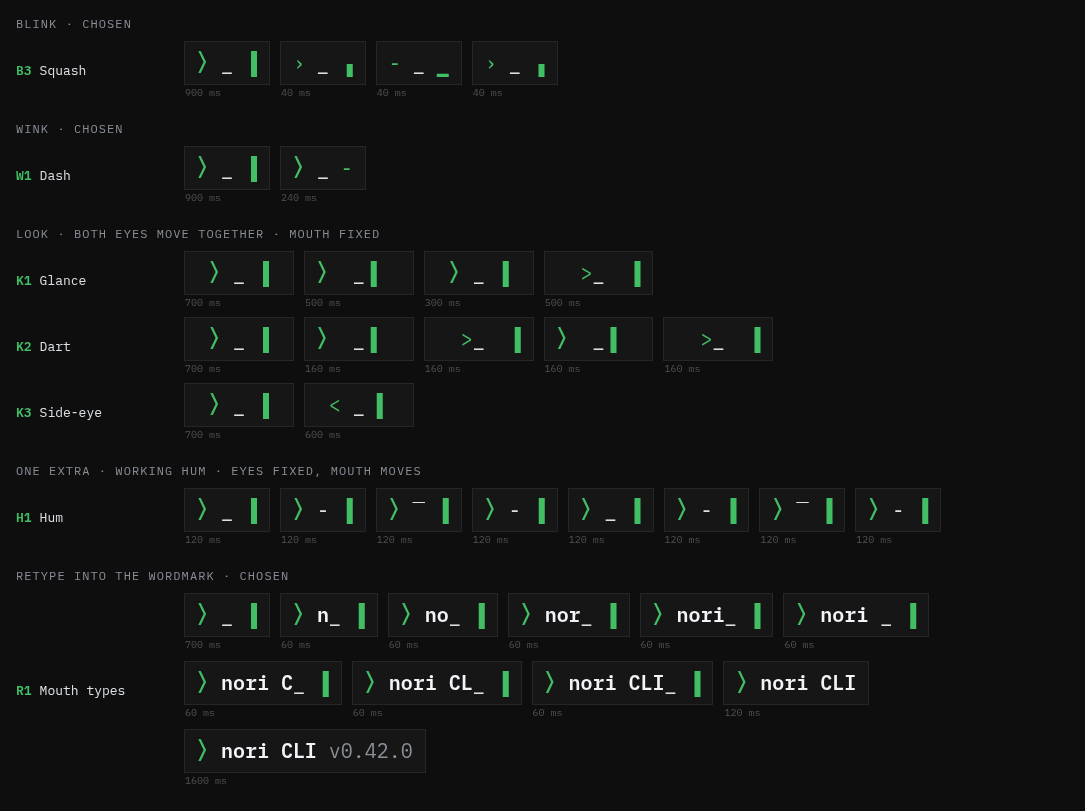 BLINK · CHOSEN
B3 Squash
〉 _ ▌
› _ ▖
- _ ▂
› _ ▖
900 ms 40 ms 40 ms 40 ms
WINK · CHOSEN
W1 Dash
〉 _ ▌
〉 _ -
900 ms 240 ms
LOOK · BOTH EYES MOVE TOGETHER · MOUTH FIXED
K1 Glance
〉 _ ▌
〉 _▌
〉 _ ▌
>_ ▌
700 ms 500 ms 300 ms 500 ms
K2 Dart
〉 _ ▌
〉 _▌
>_ ▌
〉 _▌
>_ ▌
700 ms 160 ms 160 ms 160 ms 160 ms
K3 Side-eye
〉 _ ▌
< _ ▌
700 ms 600 ms
ONE EXTRA · WORKING HUM · EYES FIXED, MOUTH MOVES
H1 Hum
〉 _ ▌
〉 - ▌
〉 ‾ ▌
〉 - ▌
〉 _ ▌
〉 - ▌
〉 ‾ ▌
〉 - ▌
120 ms 120 ms 120 ms 120 ms 120 ms 120 ms 120 ms 120 ms
RETYPE INTO THE WORDMARK · CHOSEN
〉 _ ▌
〉 n_ ▌
〉 no_ ▌
〉 nor_ ▌
〉 nori_ ▌
〉 nori _ ▌
700 ms 60 ms 60 ms 60 ms 60 ms 60 ms
R1 Mouth types
〉 nori C_ ▌
〉 nori CL_ ▌
〉 nori CLI_ ▌
〉 nori CLI
60 ms 60 ms 60 ms 120 ms
〉 nori CLI v0.42.0
1600 ms